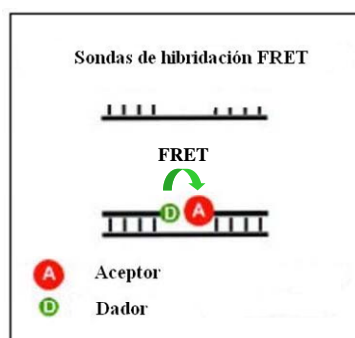 Sondas de hibridación FRET
FRET
D A
A Aceptor
D Dador